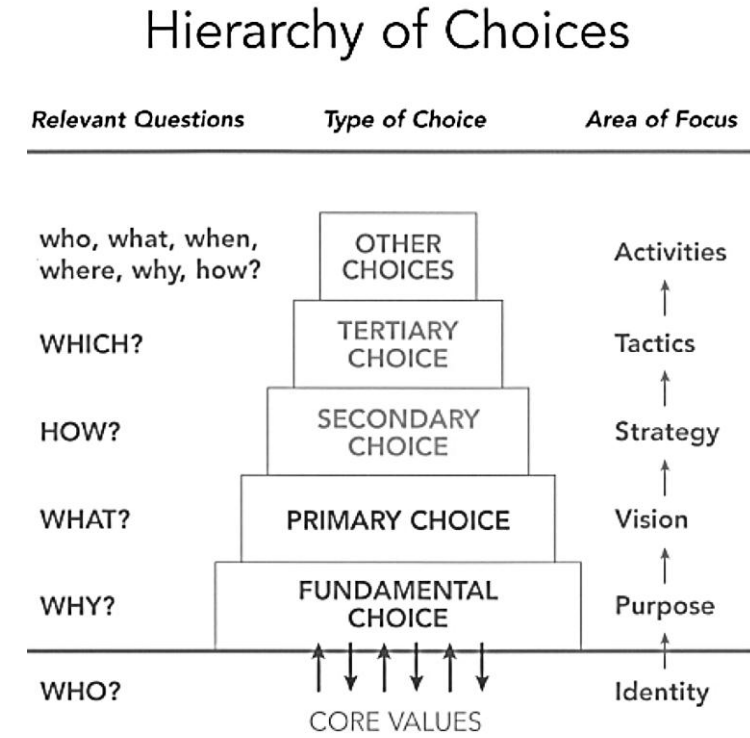 Hierarchy of Choices
Relevant Questions Type of Choice Area of Focus
who, what, when,
where, why, how?
OTHER
CHOICES
Activities
WHICH?
TERTIARY
CHOICE
Tactics
HOW?
SECONDARY
CHOICE
Strategy
WHAT?
PRIMARY CHOICE
Vision
WHY?
FUNDAMENTAL
CHOICE
Purpose
WHO?
CORE VALUES
Identity